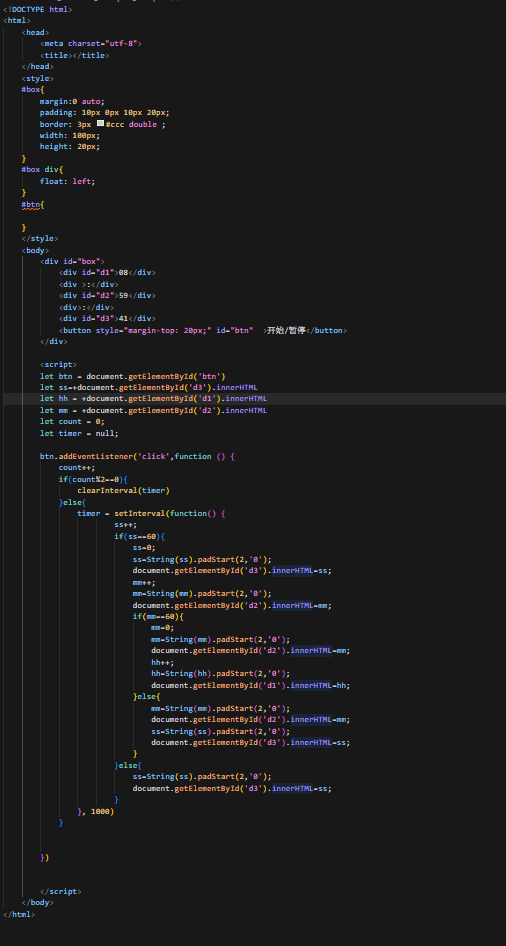 <!DOCTYPE html>
<html>
<head>
<meta charset="utf-8">
<title></title>
</head>
<style>
#box{
margin:0 auto;
padding: 10px 0px 10px 20px;
border: 3px #ccc double ;
width: 100px;
height: 20px;
}
#box div{
float: left;
}
#btn{
}
</style>
<body>
<div id="box">
<div id="d1">08</div>
<div >:</div>
<div id="d2">59</div>
<div>:</div>
<div id="d3">41</div>
<button style="margin-top: 20px;" id="btn"  >开始/暂停</button>
</div>
<script>
let btn = document.getElementById('btn')
let ss=+document.getElementById('d3').innerHTML
let hh = +document.getElementById('d1').innerHTML
let mm = +document.getElementById('d2').innerHTML
let count = 0;
let timer = null;
btn.addEventListener('click',function () {
count++;
if(count%2==0){
clearInterval(timer)
}else{
timer = setInterval(function() {
ss++;
if(ss==60){
ss=0;
ss=String(ss).padStart(2,'0');
document.getElementById('d3').innerHTML=ss;
mm++;
mm=String(mm).padStart(2,'0');
document.getElementById('d2').innerHTML=mm;
if(mm==60){
mm=0;
mm=String(mm).padStart(2,'0');
document.getElementById('d2').innerHTML=mm;
hh++;
hh=String(hh).padStart(2,'0');
document.getElementById('d1').innerHTML=hh;
}else{
mm=String(mm).padStart(2,'0');
document.getElementById('d2').innerHTML=mm;
ss=String(ss).padStart(2,'0');
document.getElementById('d3').innerHTML=ss;
}
}else{
ss=String(ss).padStart(2,'0');
document.getElementById('d3').innerHTML=ss;
}
}, 1000)
}
})
</script>
</body>
</html>